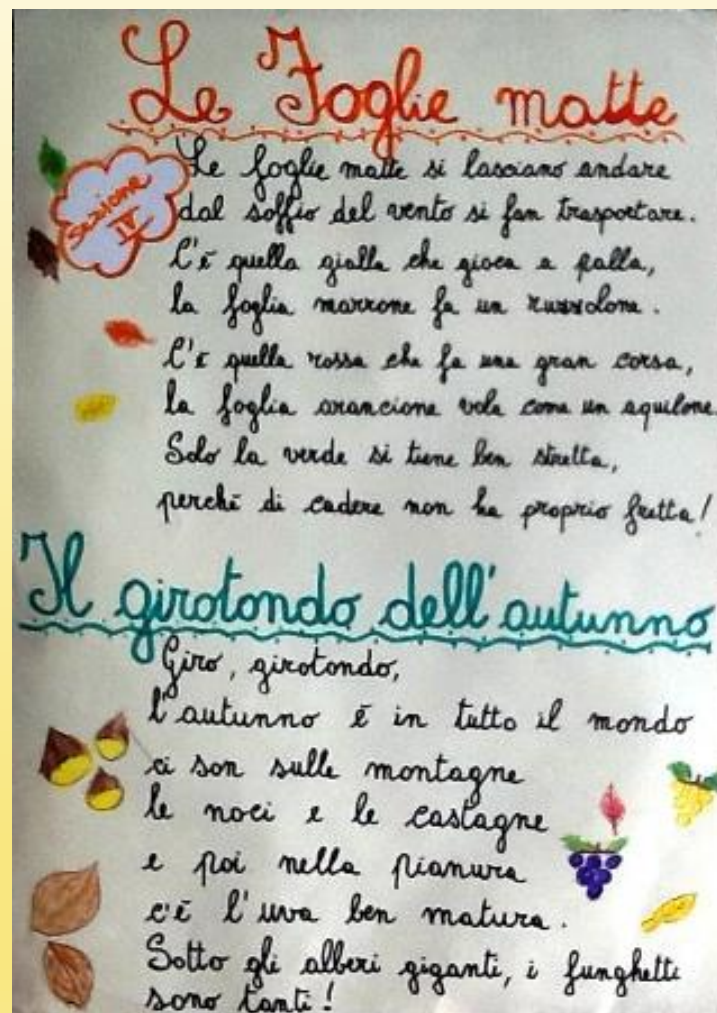 Le Foglie matte
Sezione IV
Le foglie matte si lasciano andare
dal soffio del vento si fan trasportare.
C'è quella gialla che gioca a palla,
la foglia marrone fa un ruzzolone.
C'è quella rossa che fa una gran corsa,
la foglia arancione vola come un aquilone.
Solo la verde si tiene ben stretta,
perché di cadere non ha proprio fretta!
Il girotondo dell'autunno
Giro, girotondo,
l'autunno è in tutto il mondo
ci son sulle montagne
le noci e le castagne
e poi nella pianura
c'è l'uva ben matura.
Sotto gli alberi giganti, i funghetti
sono tanti!